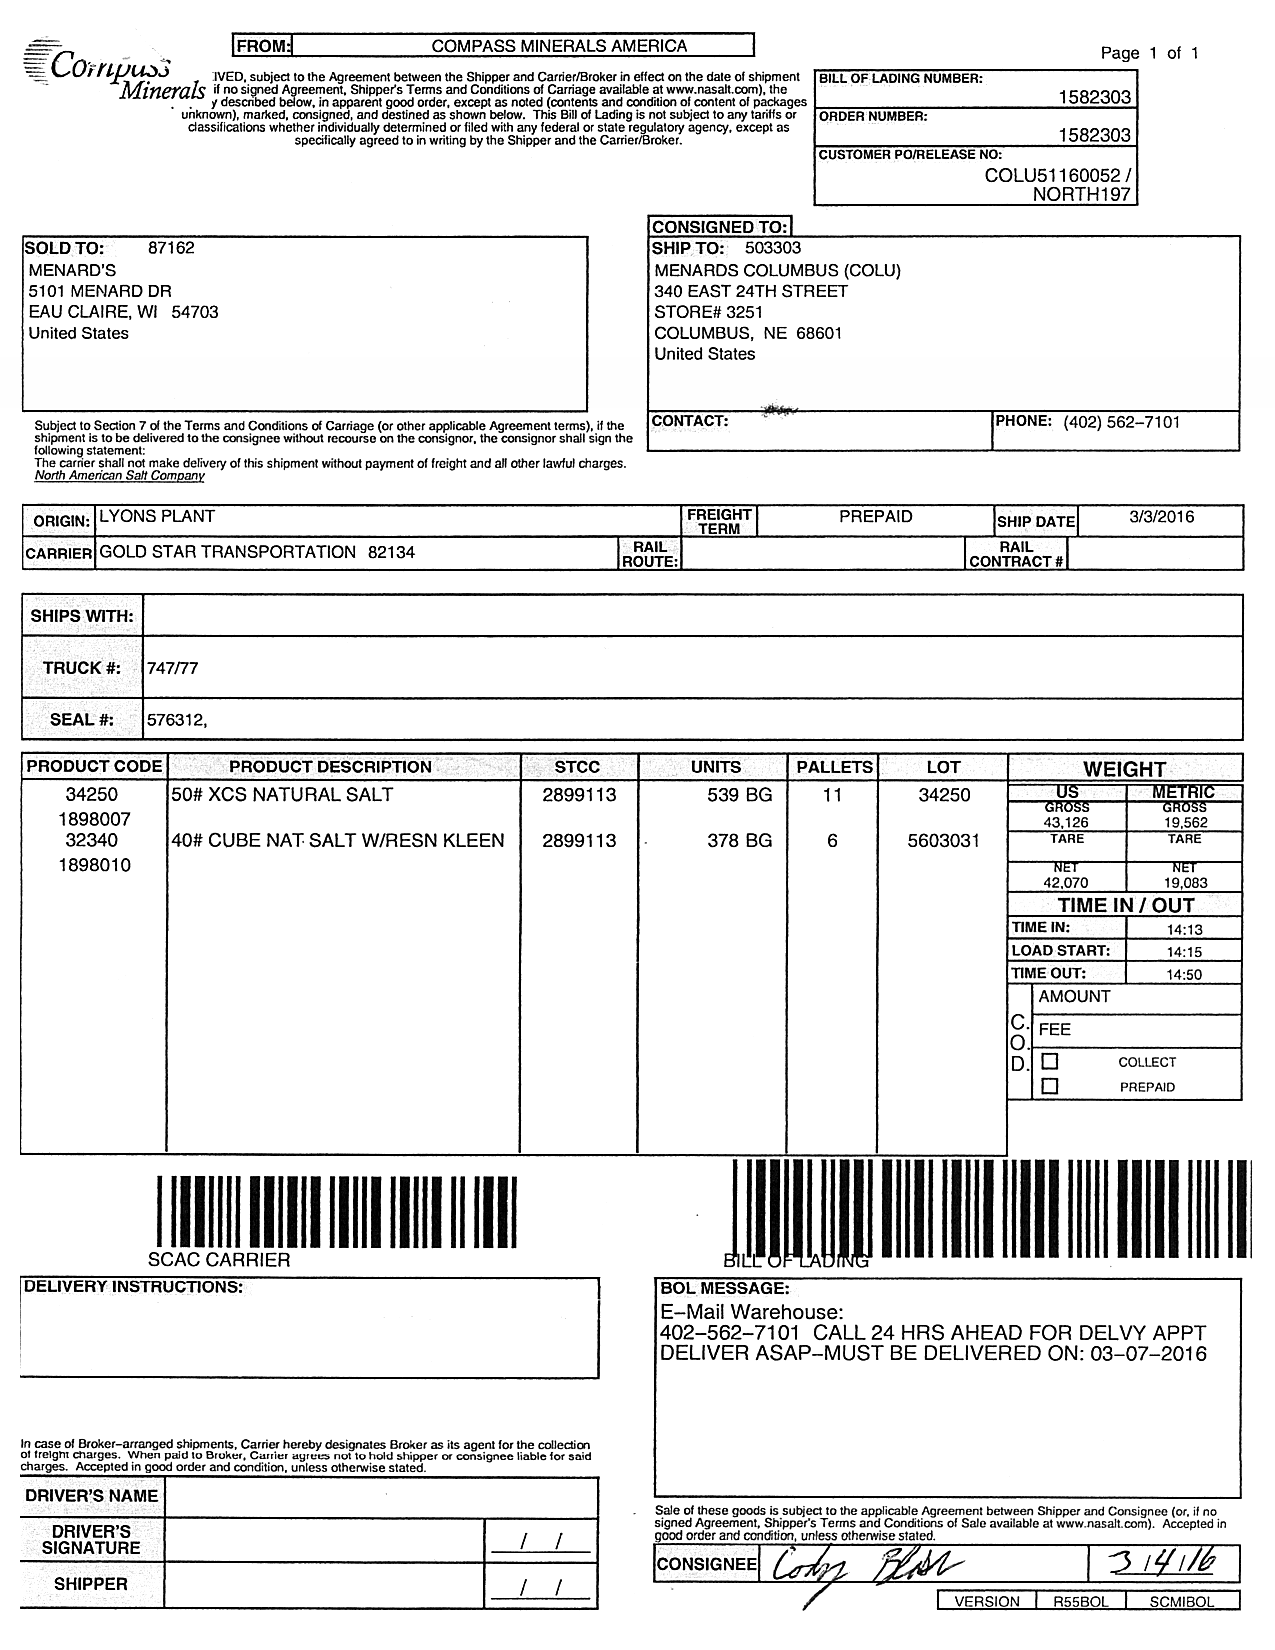 Compass
Minerals
FROM: COMPASS MINERALS AMERICA
Page 1 of 1
IVED, subject to the Agreement between the Shipper and Carrier/Broker in effect on the date of shipment
if no signed Agreement, Shipper's Terms and Conditions of Carriage available at www.nasalt.com), the
y described below, in apparent good order, except as noted (contents and condition of content of packages
unknown), marked, consigned, and destined as shown below. This Bill of Lading is not subject to any tariffs or
classifications whether individually determined or filed with any federal or state regulatory agency, except as
specifically agreed to in writing by the Shipper and the Carrier/Broker.
BILL OF LADING NUMBER:
1582303
ORDER NUMBER:
1582303
CUSTOMER PO/RELEASE NO:
COLU51160052 /
NORTH197
SOLD TO: 87162
MENARD'S
5101 MENARD DR
EAU CLAIRE, WI 54703
United States
CONSIGNED TO:
SHIP TO: 503303
MENARDS COLUMBUS (COLU)
340 EAST 24TH STREET
STORE# 3251
COLUMBUS, NE 68601
United States
CONTACT: PHONE: (402) 562-7101
Subject to Section 7 of the Terms and Conditions of Carriage (or other applicable Agreement terms), if the
shipment is to be delivered to the consignee without recourse on the consignor, the consignor shall sign the
following statement:
The carrier shall not make delivery of this shipment without payment of freight and all other lawful charges.
North American Salt Company
ORIGIN: LYONS PLANT FREIGHT TERM PREPAID SHIP DATE 3/3/2016
CARRIER GOLD STAR TRANSPORTATION 82134 RAIL ROUTE: RAIL CONTRACT #
SHIPS WITH:
TRUCK #: 747/77
SEAL #: 576312,
PRODUCT CODE PRODUCT DESCRIPTION STCC UNITS PALLETS LOT WEIGHT
34250 50# XCS NATURAL SALT 2899113 539 BG 11 34250
1898007
32340 40# CUBE NAT SALT W/RESN KLEEN 2899113 378 BG 6 5603031
1898010
US METRIC
GROSS GROSS
43,126 19,562
TARE TARE
NET NET
42,070 19,083
TIME IN / OUT
TIME IN: 14:13
LOAD START: 14:15
TIME OUT: 14:50
C.O.D.
AMOUNT
FEE
COLLECT
PREPAID
SCAC CARRIER
BILL OF LADING
DELIVERY INSTRUCTIONS:
BOL MESSAGE:
E-Mail Warehouse:
402-562-7101 CALL 24 HRS AHEAD FOR DELVY APPT
DELIVER ASAP-MUST BE DELIVERED ON: 03-07-2016
In case of Broker-arranged shipments, Carrier hereby designates Broker as its agent for the collection
of freight charges. When paid to Broker, Carrier agrees not to hold shipper or consignee liable for said
charges. Accepted in good order and condition, unless otherwise stated.
DRIVER'S NAME
DRIVER'S SIGNATURE / /
SHIPPER / /
Sale of these goods is subject to the applicable Agreement between Shipper and Consignee (or, if no
signed Agreement, Shipper's Terms and Conditions of Sale available at www.nasalt.com). Accepted in
good order and condition, unless otherwise stated.
CONSIGNEE Cody 3/4/16
VERSION R55BOL SCMIBOL